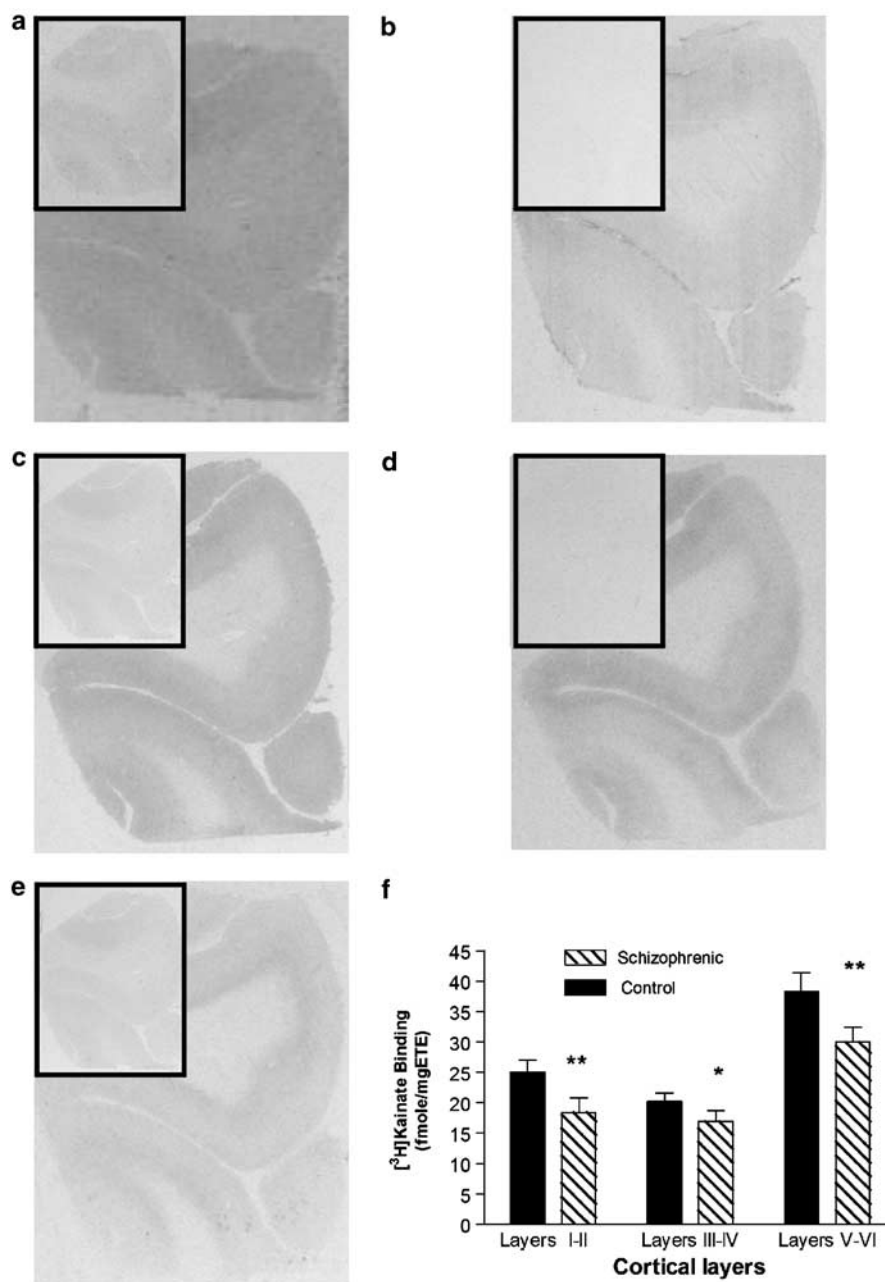 a
b
c
d
e
f
45
40
35
30
25
20
15
10
5
0
[³H]Kainate Binding
(fmole/mgETE)
Schizophrenic
Control
**
*
**
Layers I-II
Layers III-IV
Layers V-VI
Cortical layers